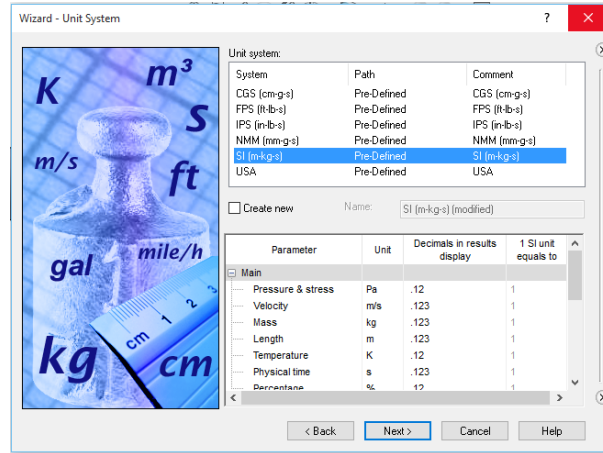 Wizard - Unit System ?
K
m³
S
m/s
ft
gal
mile/h
kg
cm 1 2 3
cm
Unit system:
System Path Comment
CGS (cm-g-s) Pre-Defined CGS (cm-g-s)
FPS (ft-lb-s) Pre-Defined FPS (ft-lb-s)
IPS (in-lb-s) Pre-Defined IPS (in-lb-s)
NMM (mm-g-s) Pre-Defined NMM (mm-g-s)
SI (m-kg-s) Pre-Defined SI (m-kg-s)
USA Pre-Defined USA
Create new Name: SI (m-kg-s) (modified)
Parameter Unit Decimals in results display 1 SI unit equals to
Main
Pressure & stress Pa .12 1
Velocity m/s .123 1
Mass kg .123 1
Length m .123 1
Temperature K .12 1
Physical time s .123 1
Percentage % .12 1
< Back Next > Cancel Help